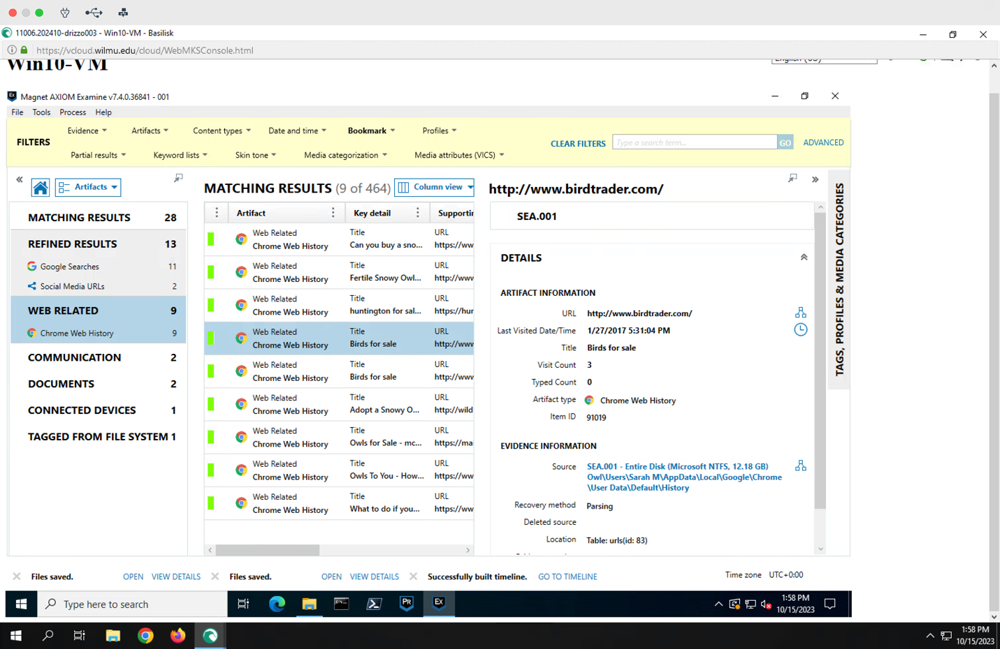 11006.202410-drizzo003 - Win10-VM - Basilisk
https://vcloud.wilmu.edu/cloud/WebMKSConsole.html
Win10-VM
English (US)
Magnet AXIOM Examine v7.4.0.36841 - 001
File Tools Process Help
FILTERS
Evidence Artifacts Content types Date and time Bookmark Profiles
Partial results Keyword lists Skin tone Media categorization Media attributes (VICS)
CLEAR FILTERS Type a search term... GO ADVANCED
Artifacts
MATCHING RESULTS 28
REFINED RESULTS 13
Google Searches 11
Social Media URLs 2
WEB RELATED 9
Chrome Web History 9
COMMUNICATION 2
DOCUMENTS 2
CONNECTED DEVICES 1
TAGGED FROM FILE SYSTEM 1
MATCHING RESULTS (9 of 464) Column view
Artifact Key detail Supportin
Web Related Title URL
Chrome Web History Can you buy a sno... https://ww
Web Related Title URL
Chrome Web History Fertile Snowy Owl... http://www
Web Related Title URL
Chrome Web History huntington for sal... https://hur
Web Related Title URL
Chrome Web History Birds for sale http://www
Web Related Title URL
Chrome Web History Birds for sale http://www
Web Related Title URL
Chrome Web History Adopt a Snowy O... http://wild
Web Related Title URL
Chrome Web History Owls for Sale - mc... https://ma
Web Related Title URL
Chrome Web History Owls To You - How... http://www
Web Related Title URL
Chrome Web History What to do if you... https://ww
http://www.birdtrader.com/
SEA.001
DETAILS
ARTIFACT INFORMATION
URL http://www.birdtrader.com/
Last Visited Date/Time 1/27/2017 5:31:04 PM
Title Birds for sale
Visit Count 3
Typed Count 0
Artifact type Chrome Web History
Item ID 91019
EVIDENCE INFORMATION
Source SEA.001 - Entire Disk (Microsoft NTFS, 12.18 GB)
Owl\Users\Sarah M\AppData\Local\Google\Chrome
\User Data\Default\History
Recovery method Parsing
Deleted source
Location Table: urls(id: 83)
TAGS, PROFILES & MEDIA CATEGORIES
Files saved. OPEN VIEW DETAILS
Files saved. OPEN VIEW DETAILS
Successfully built timeline. GO TO TIMELINE
Time zone UTC+0:00
Type here to search
Pr
Ex
1:58 PM
10/15/2023
1:58 PM
10/15/2023